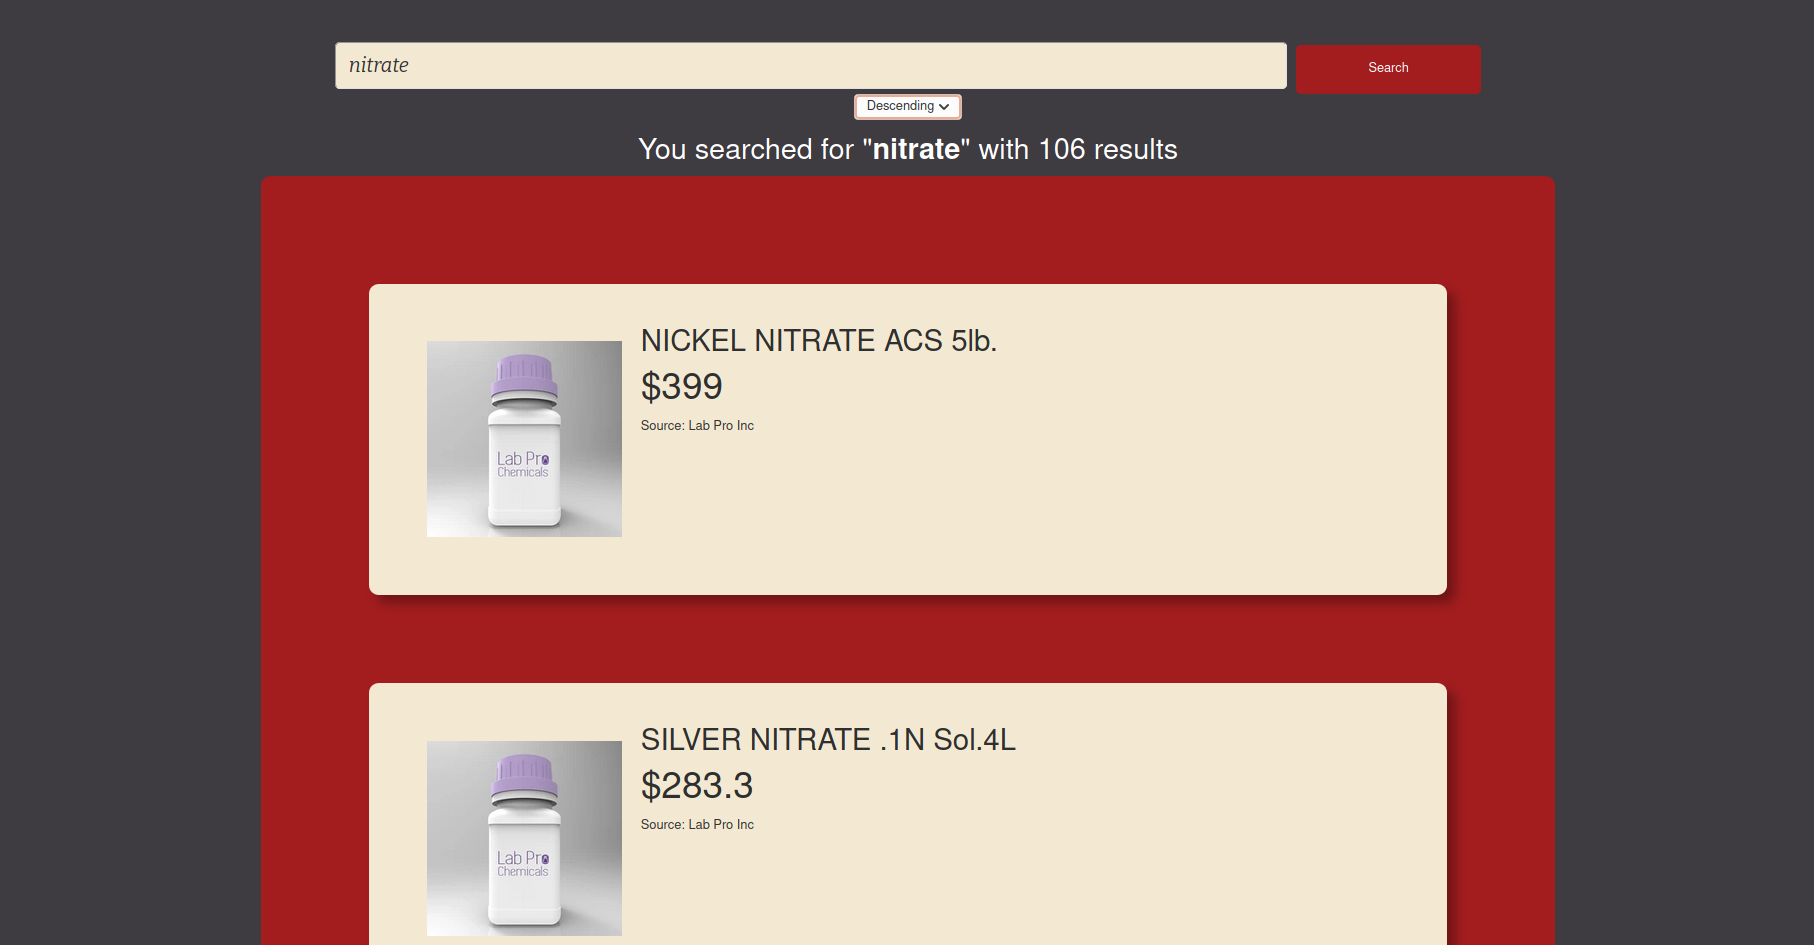 nitrate
Search
Descending
You searched for "nitrate" with 106 results
NICKEL NITRATE ACS 5lb.
$399
Source: Lab Pro Inc
Lab Pro
Chemicals
SILVER NITRATE .1N Sol.4L
$283.3
Source: Lab Pro Inc
Lab Pro
Chemicals